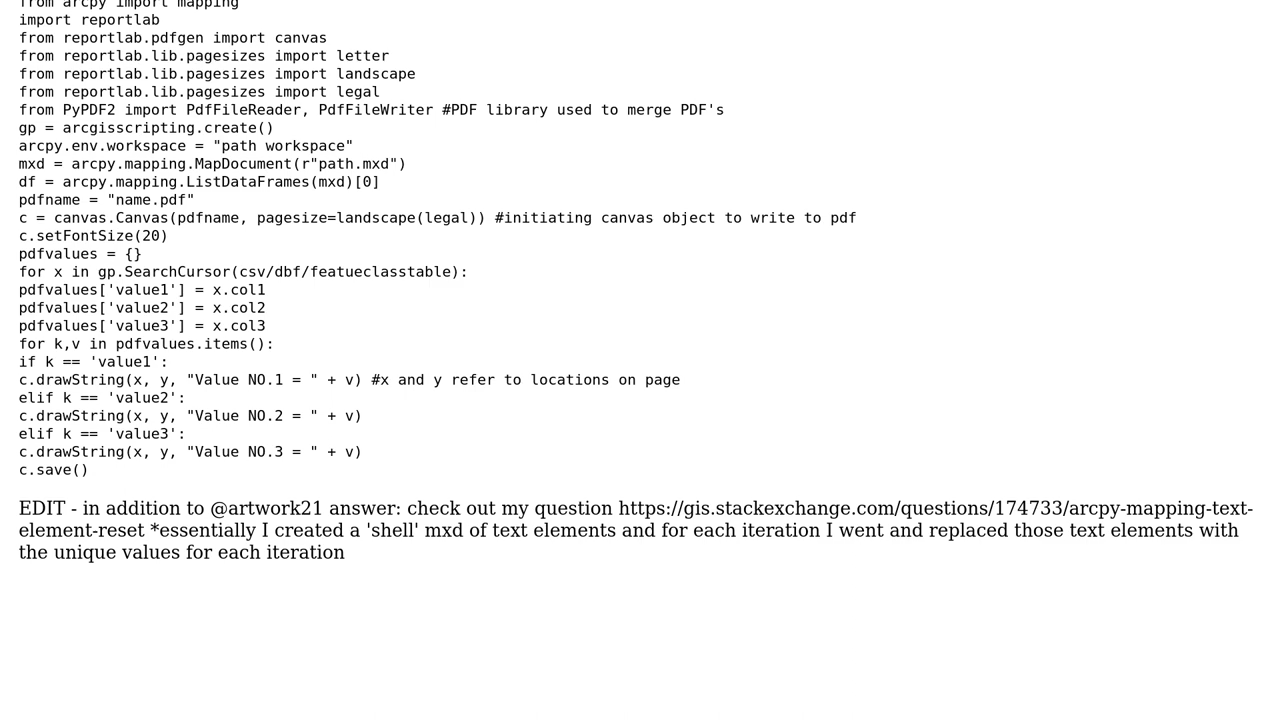 from arcpy import mapping
import reportlab
from reportlab.pdfgen import canvas
from reportlab.lib.pagesizes import letter
from reportlab.lib.pagesizes import landscape
from reportlab.lib.pagesizes import legal
from PyPDF2 import PdfFileReader, PdfFileWriter #PDF library used to merge PDF's
gp = arcgisscripting.create()
arcpy.env.workspace = "path workspace"
mxd = arcpy.mapping.MapDocument(r"path.mxd")
df = arcpy.mapping.ListDataFrames(mxd)[0]
pdfname = "name.pdf"
c = canvas.Canvas(pdfname, pagesize=landscape(legal)) #initiating canvas object to write to pdf
c.setFontSize(20)
pdfvalues = {}
for x in gp.SearchCursor(csv/dbf/featueclasstable):
pdfvalues['value1'] = x.col1
pdfvalues['value2'] = x.col2
pdfvalues['value3'] = x.col3
for k,v in pdfvalues.items():
if k == 'value1':
c.drawString(x, y, "Value NO.1 = " + v) #x and y refer to locations on page
elif k == 'value2':
c.drawString(x, y, "Value NO.2 = " + v)
elif k == 'value3':
c.drawString(x, y, "Value NO.3 = " + v)
c.save()
EDIT - in addition to @artwork21 answer: check out my question https://gis.stackexchange.com/questions/174733/arcpy-mapping-text-
element-reset *essentially I created a 'shell' mxd of text elements and for each iteration I went and replaced those text elements with
the unique values for each iteration